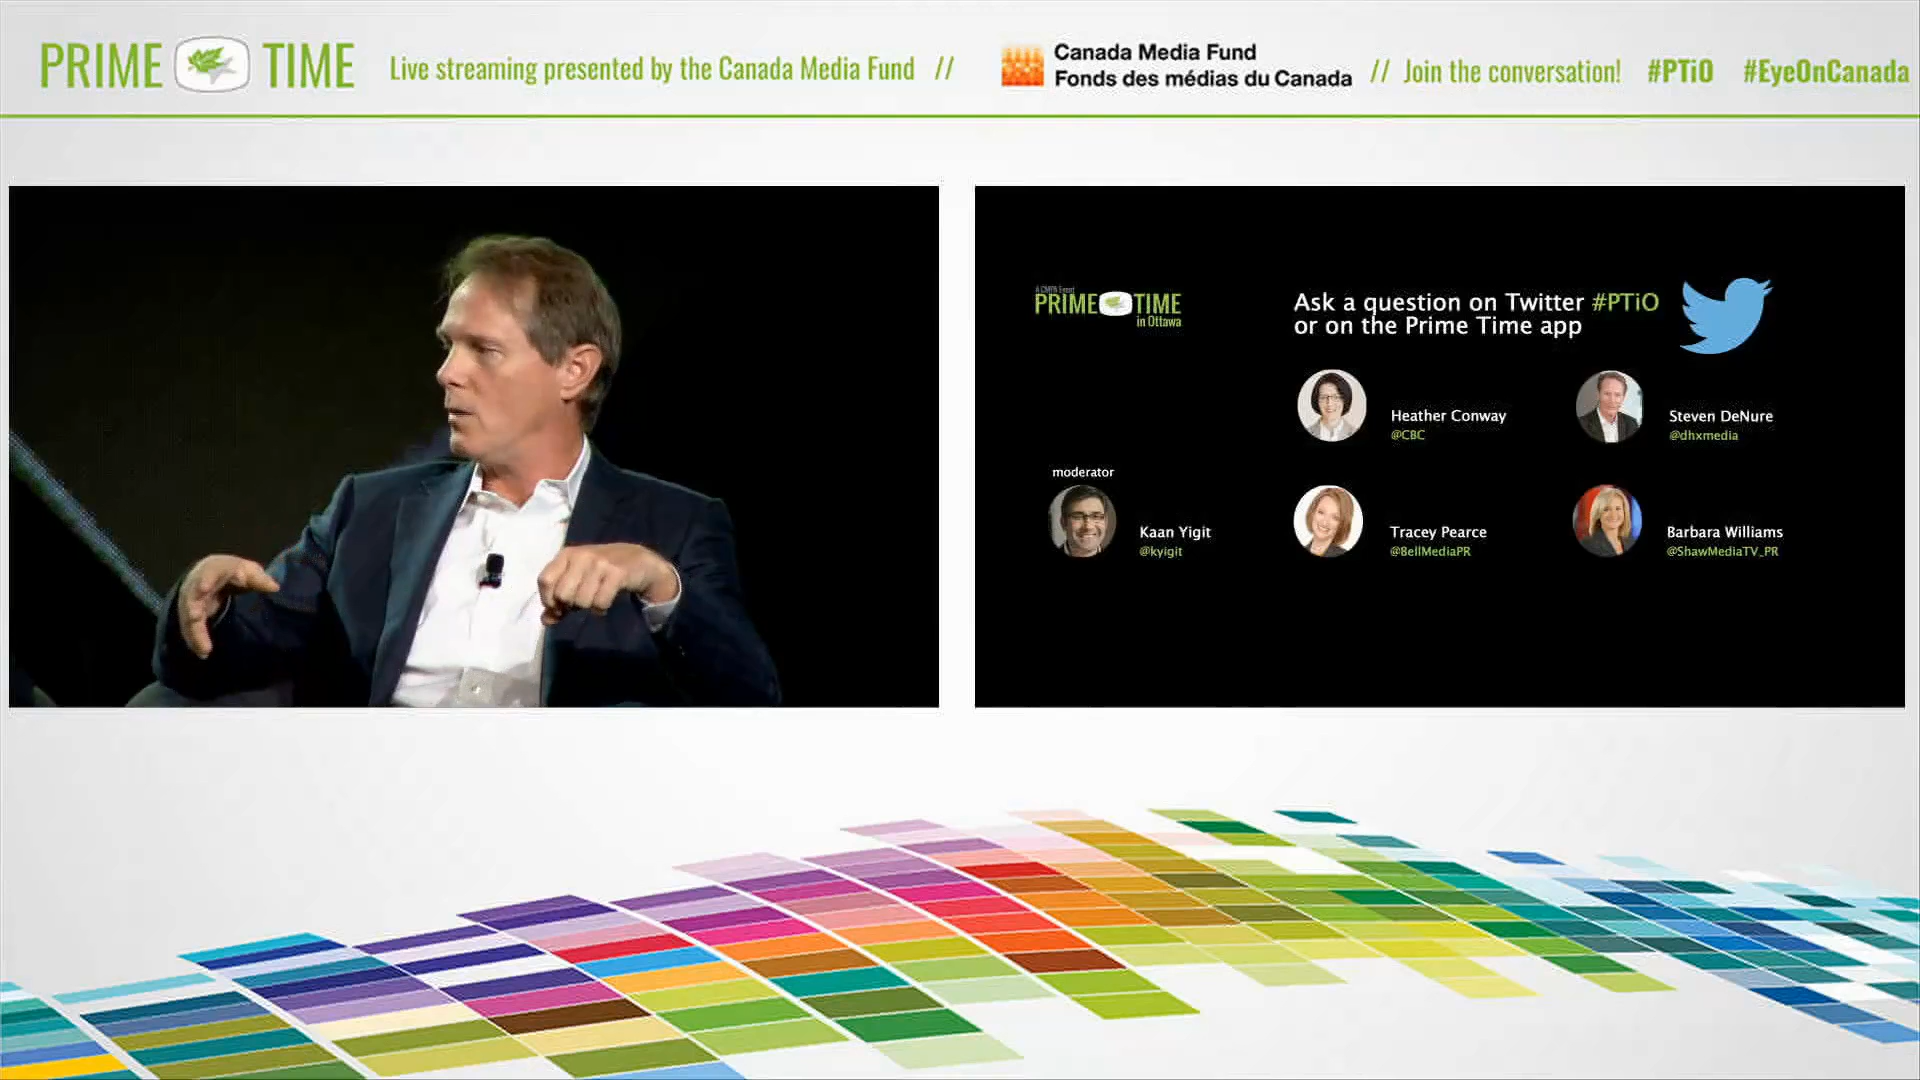 PRIME TIME
Live streaming presented by the Canada Media Fund //
Canada Media Fund
Fonds des médias du Canada
// Join the conversation! #PTiO #EyeOnCanada
A CMPA Event
PRIME TIME
in Ottawa
Ask a question on Twitter #PTiO
or on the Prime Time app
Heather Conway
@CBC
Steven DeNure
@dhxmedia
moderator
Kaan Yigit
@kyigit
Tracey Pearce
@BellMediaPR
Barbara Williams
@ShawMediaTV_PR